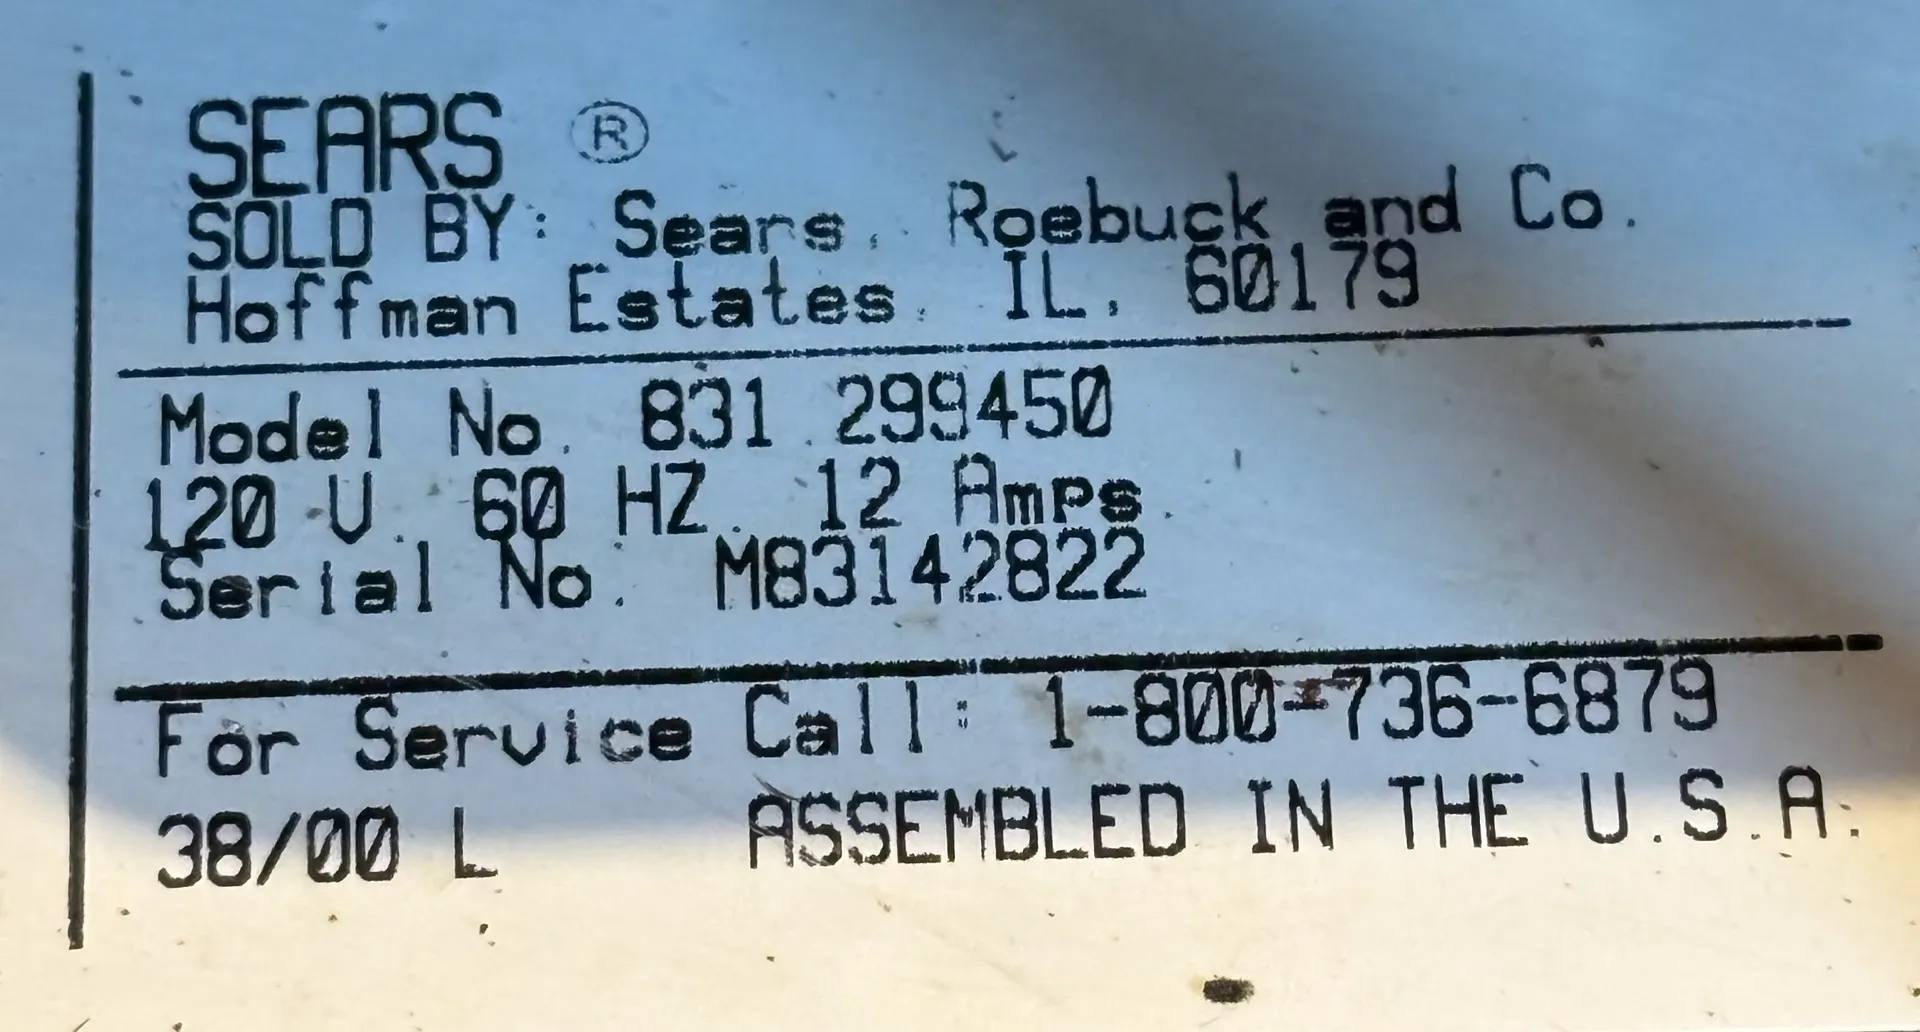 SEARS ®
SOLD BY: Sears, Roebuck and Co.
Hoffman Estates, IL. 60179
Model No. 831.299450
120 V. 60 HZ. 12 Amps.
Serial No. M83142822
For Service Call: 1-800-736-6879
38/00 L ASSEMBLED IN THE U.S.A.